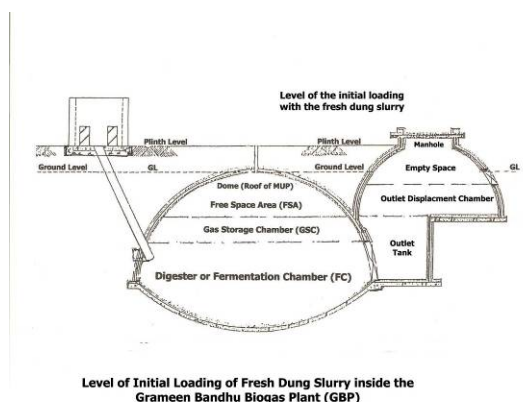 Level of the initial loading
with the fresh dung slurry
Plinth Level
Plinth Level
Manhole
Ground Level
GL
Ground Level
GL
Empty Space
Dome (Roof of MUP)
Free Space Area (FSA)
Outlet Displacment Chamber
Gas Storage Chamber (GSC)
Outlet
Tank
Digester or Fermentation Chamber (FC)
Level of Initial Loading of Fresh Dung Slurry inside the
Grameen Bandhu Biogas Plant (GBP)